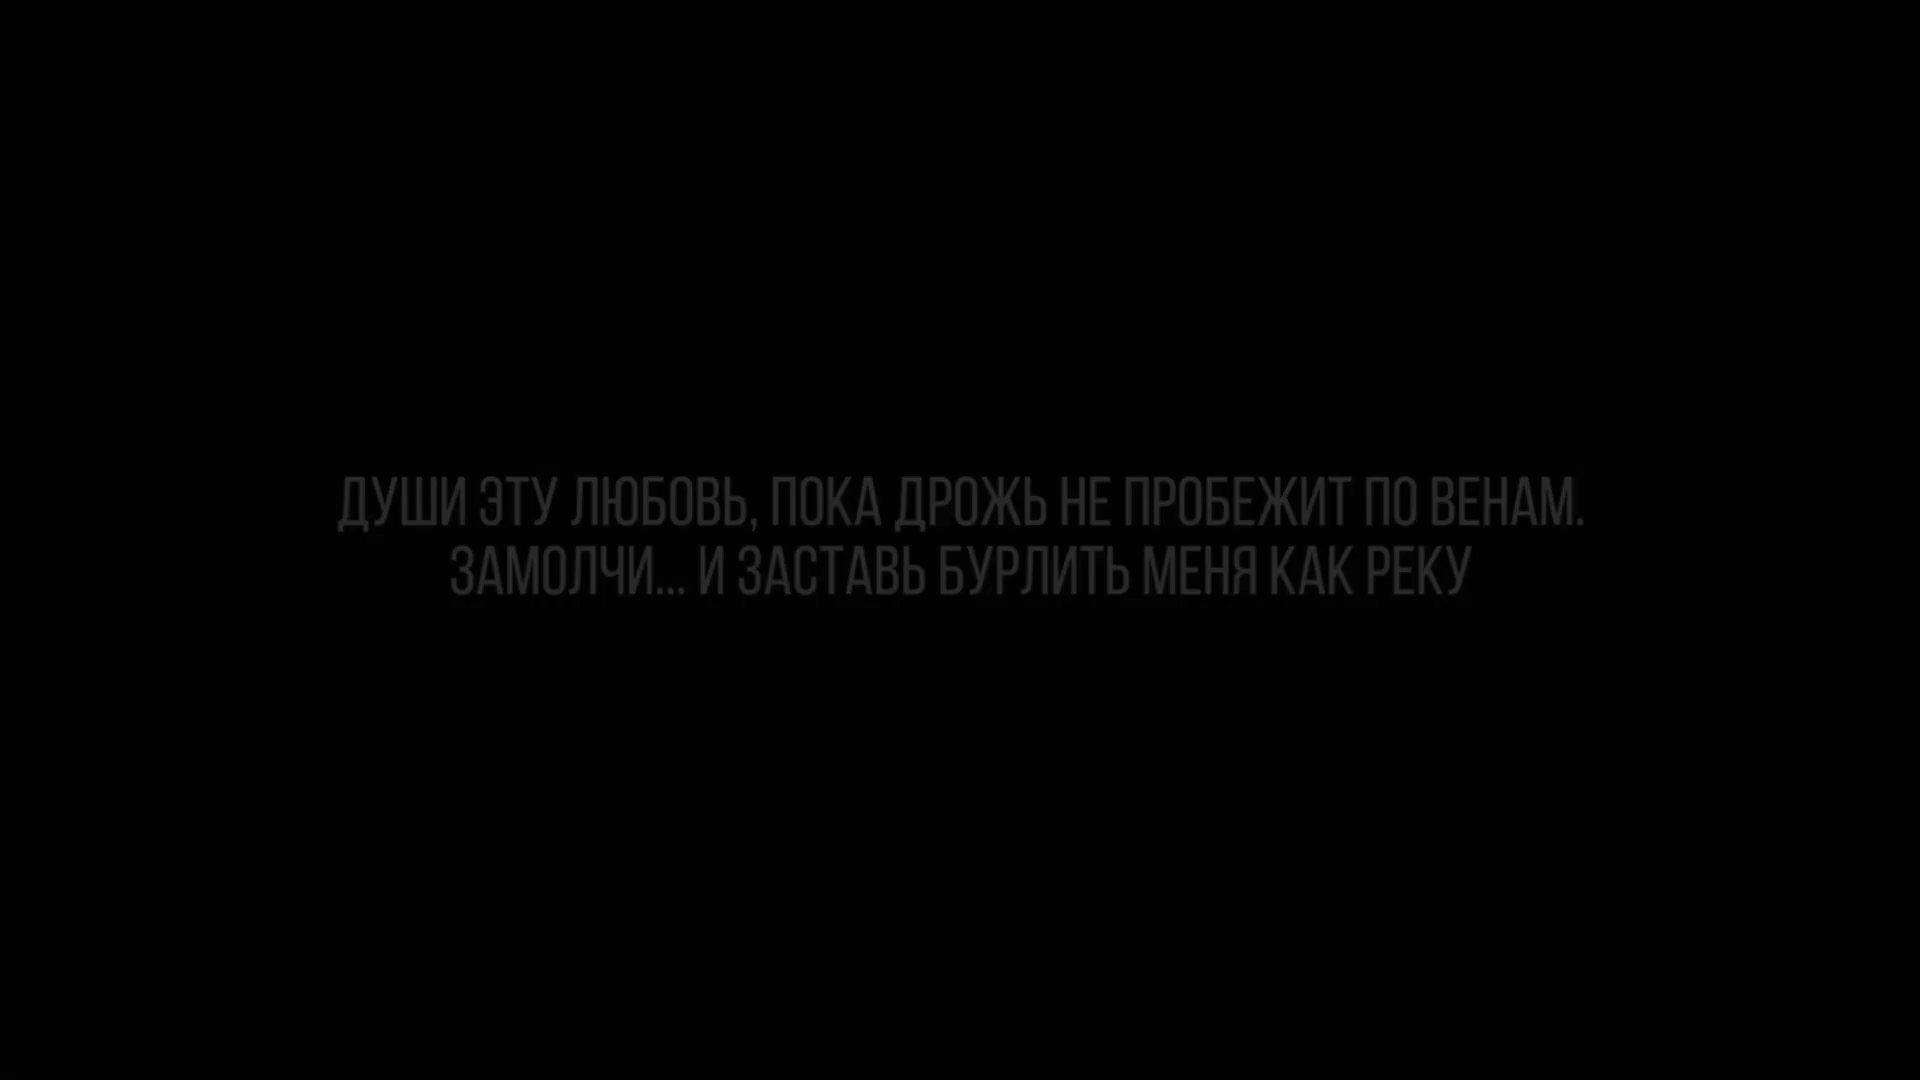 ДУШИ ЭТУ ЛЮБОВЬ, ПОКА ДРОЖЬ НЕ ПРОБЕЖИТ ПО ВЕНАМ.
ЗАМОЛЧИ... И ЗАСТАВЬ БУРЛИТЬ МЕНЯ КАК РЕКУ